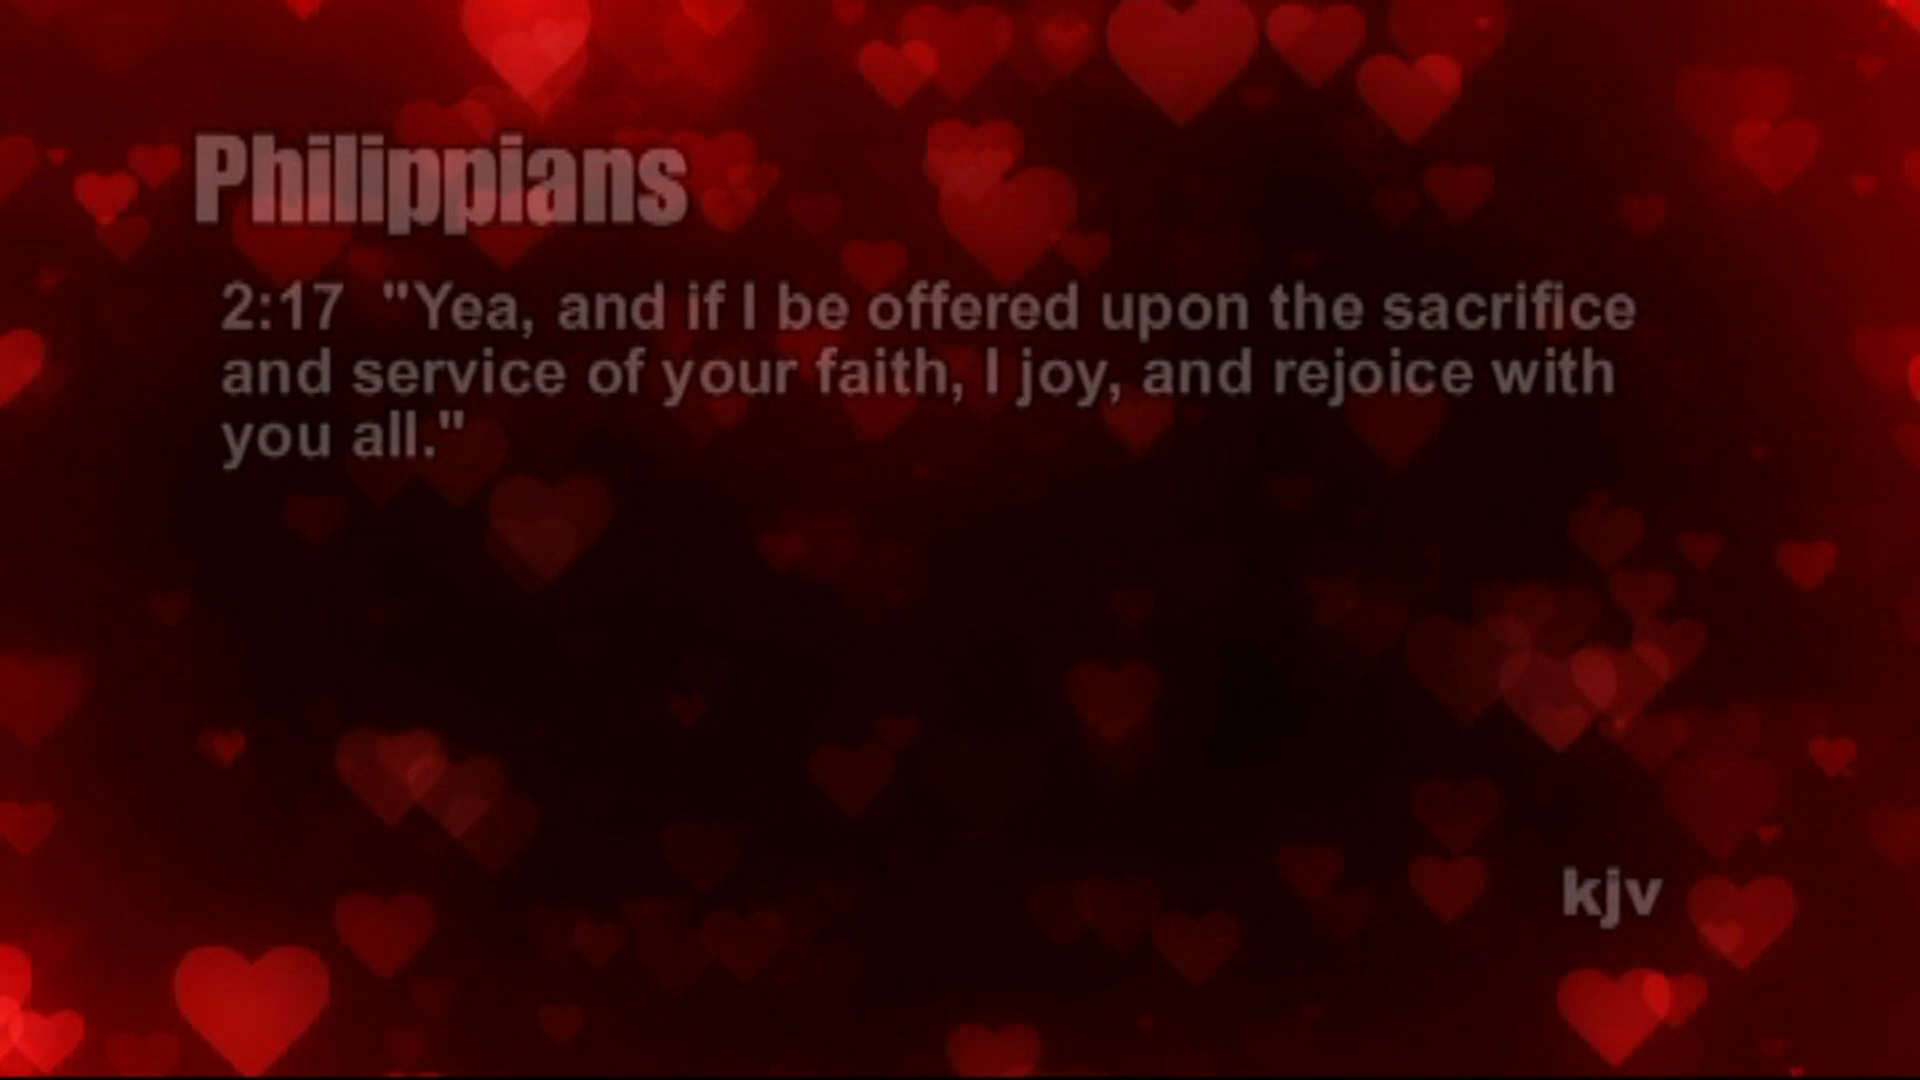 Philippians
2:17 "Yea, and if I be offered upon the sacrifice
and service of your faith, I joy, and rejoice with
you all."
kjv